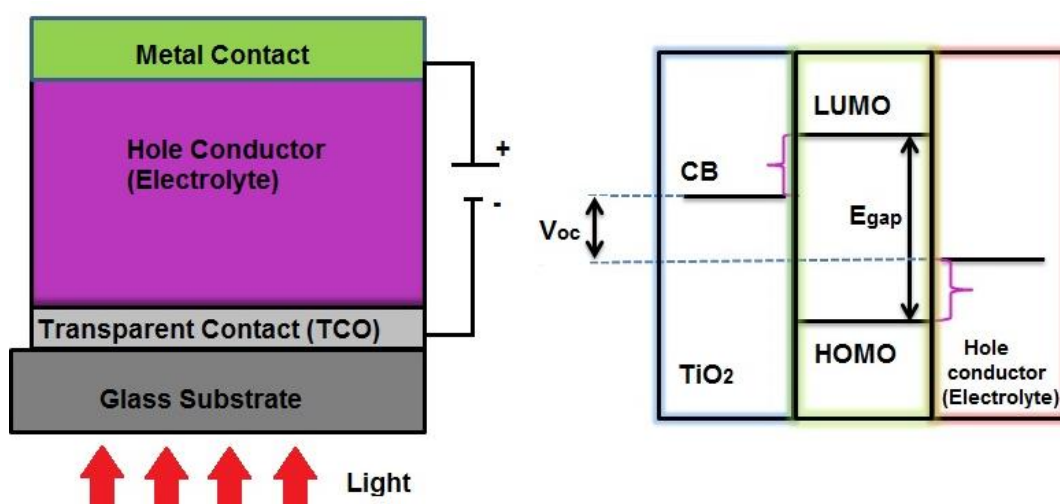 Metal Contact
Hole Conductor
(Electrolyte)
+
-
Transparent Contact (TCO)
Glass Substrate
Light
LUMO
CB
Voc
Egap
HOMO
TiO2
Hole
conductor
(Electrolyte)